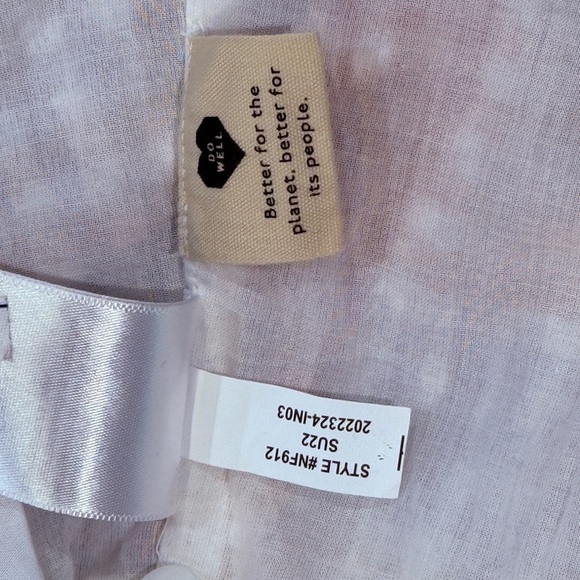 DO
WELL
Better for the
planet, better for
its people.
STYLE #NF912
SU22
2022324-IN03